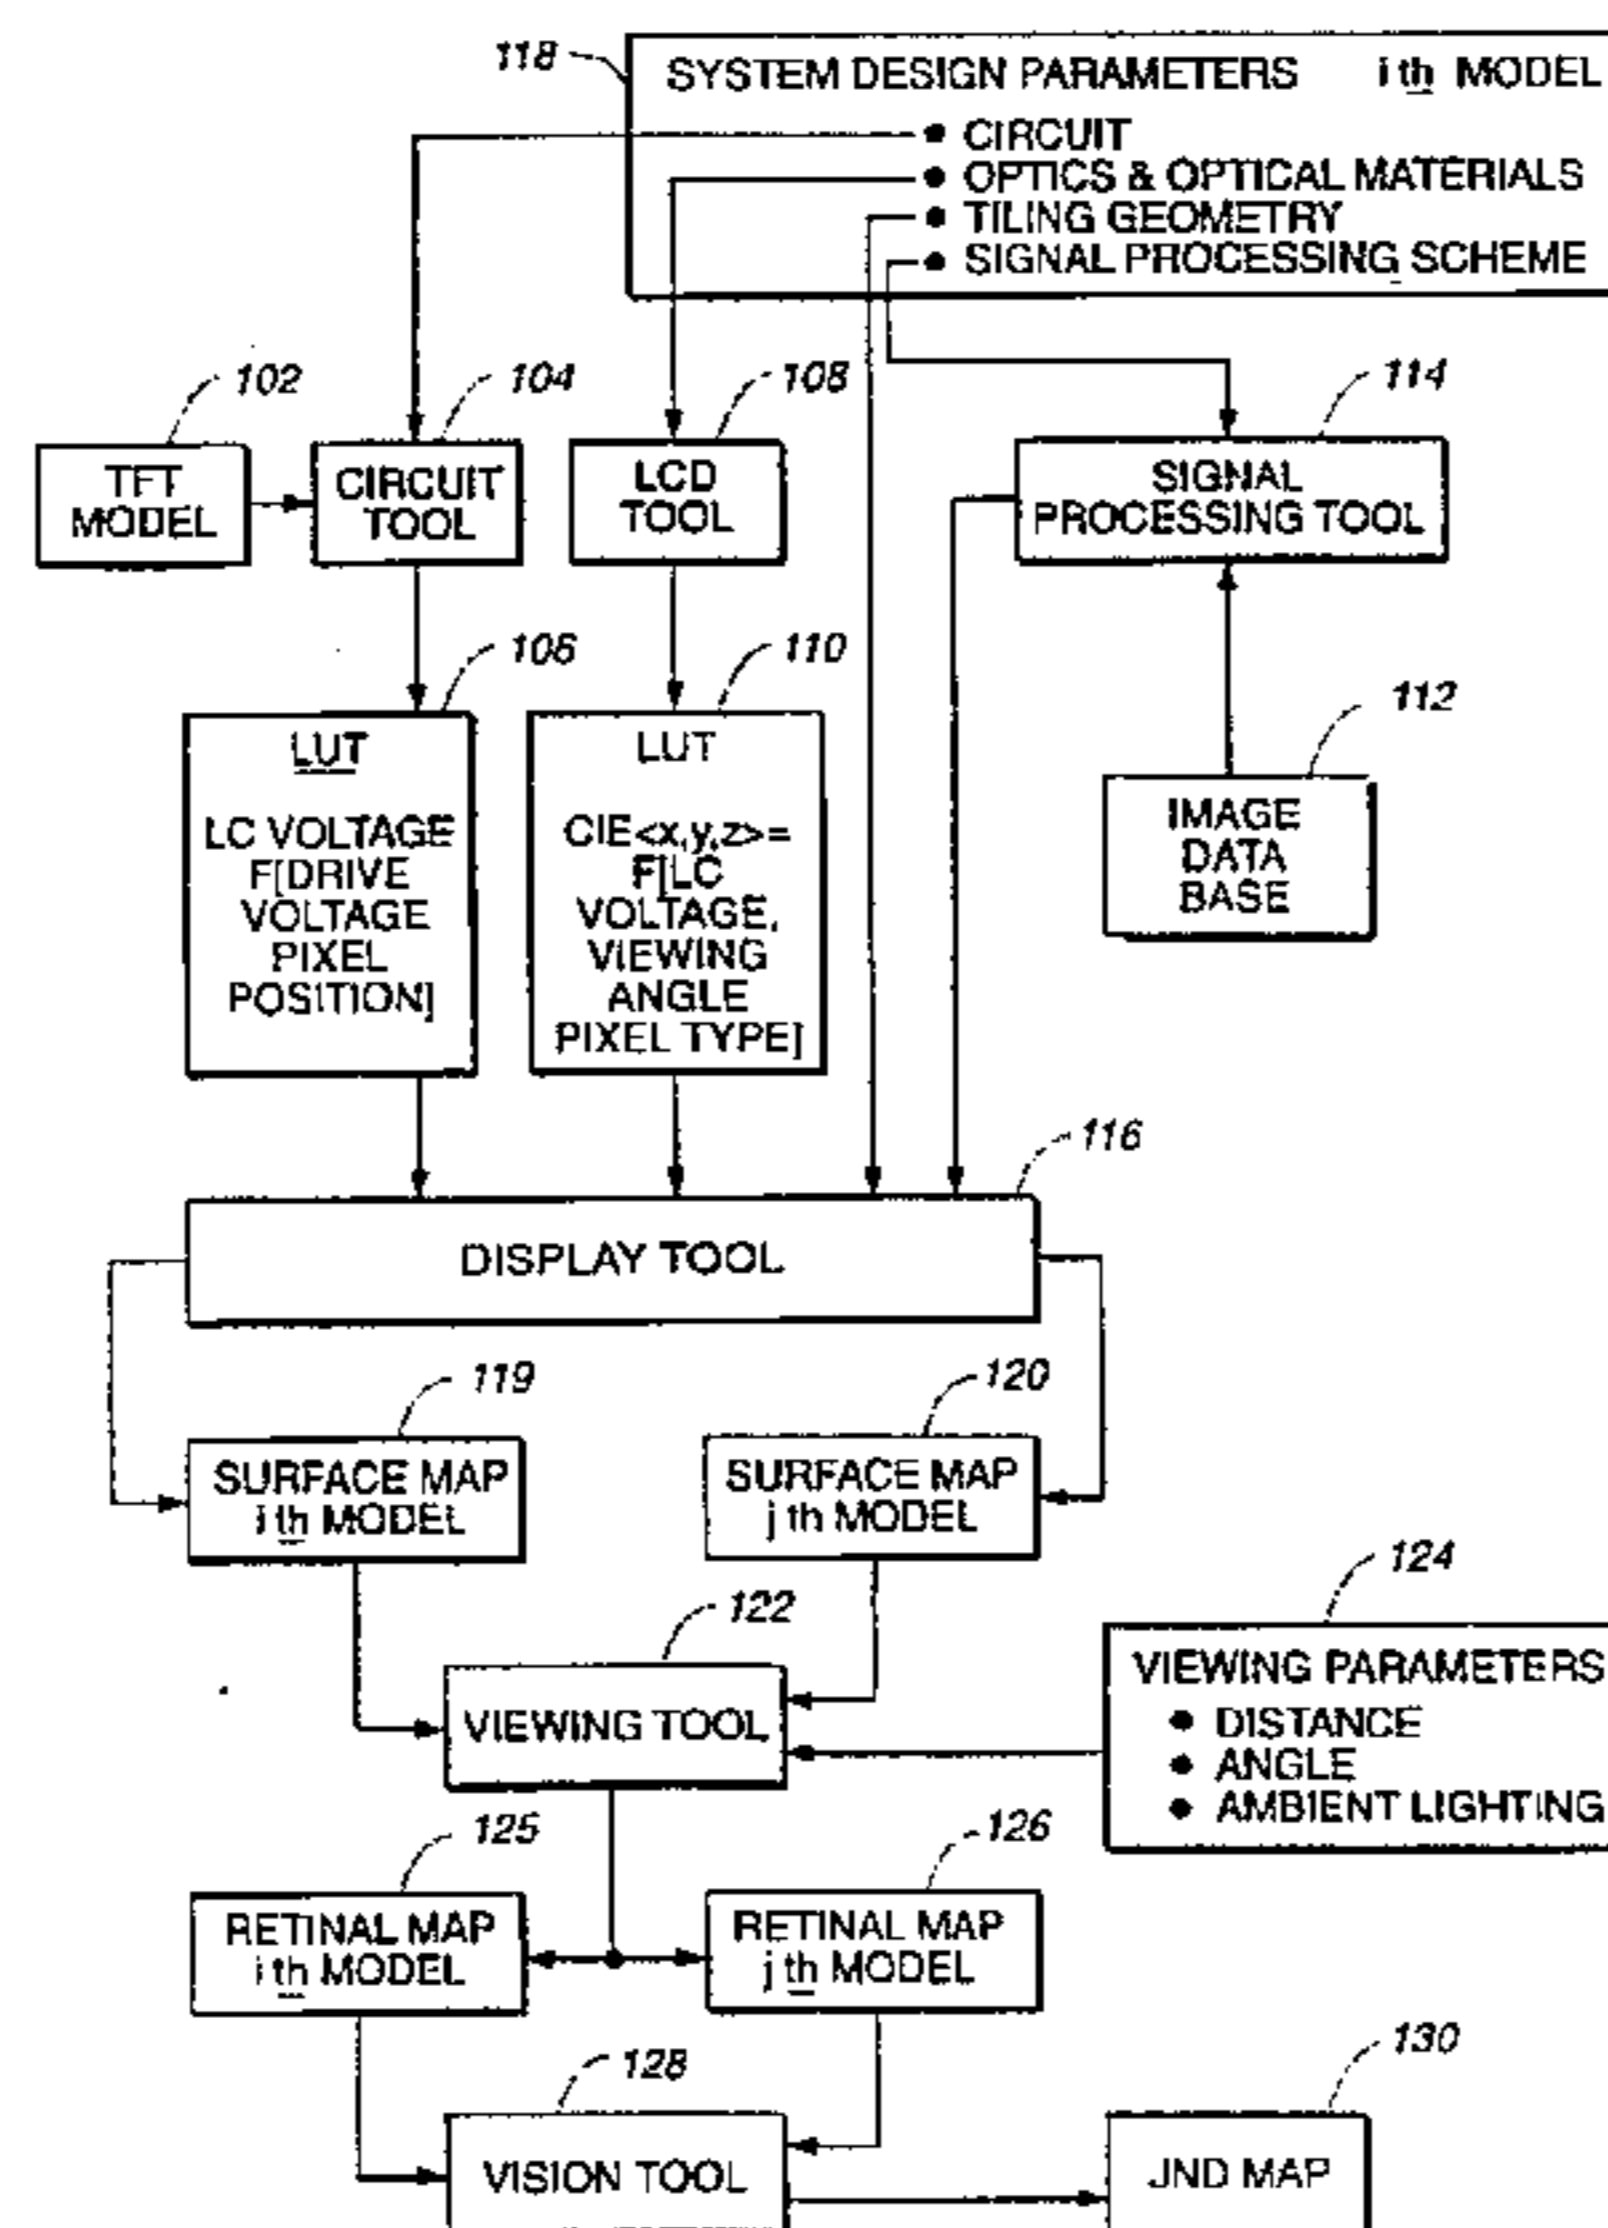 118
SYSTEM DESIGN PARAMETERS i th MODEL
• CIRCUIT
• OPTICS & OPTICAL MATERIALS
• TILING GEOMETRY
• SIGNAL PROCESSING SCHEME
102
104
108
114
TFT
MODEL
CIRCUIT
TOOL
LCD
TOOL
SIGNAL
PROCESSING TOOL
106
110
112
LUT
LC VOLTAGE
F[DRIVE
VOLTAGE
PIXEL
POSITION]
LUT
CIE<x,y,z>=
F[LC
VOLTAGE,
VIEWING
ANGLE
PIXEL TYPE]
IMAGE
DATA
BASE
116
DISPLAY TOOL
119
120
SURFACE MAP
i th MODEL
SURFACE MAP
j th MODEL
122
124
VIEWING TOOL
VIEWING PARAMETERS
• DISTANCE
• ANGLE
• AMBIENT LIGHTING
125
126
RETINAL MAP
i th MODEL
RETINAL MAP
j th MODEL
128
130
VISION TOOL
JND MAP